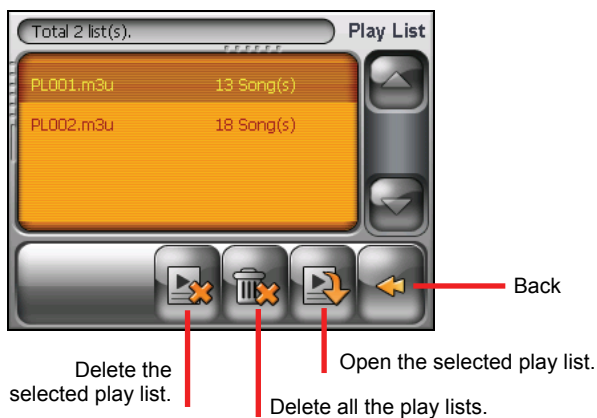 Total 2 list(s).
Play List
PL001.m3u 13 Song(s)
PL002.m3u 18 Song(s)
Back
Delete the
selected play list.
Open the selected play list.
Delete all the play lists.